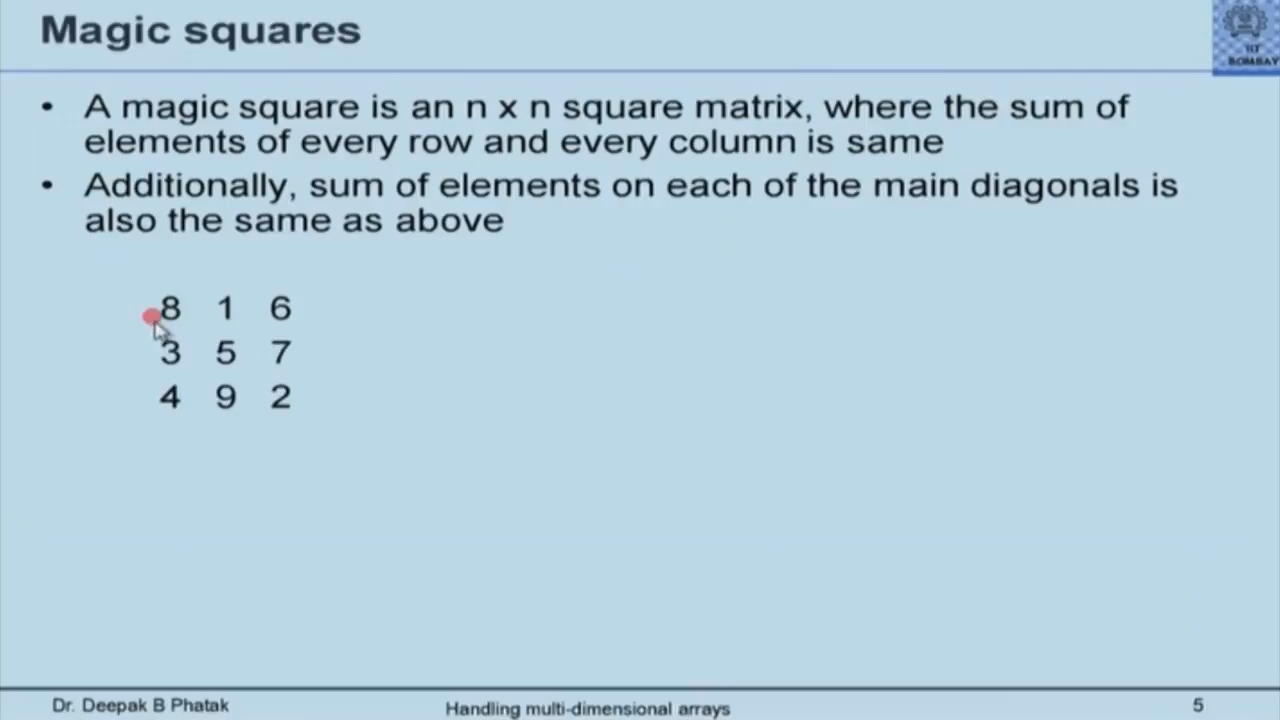 Magic squares
IIT
BOMBAY
• A magic square is an n x n square matrix, where the sum of
elements of every row and every column is same
• Additionally, sum of elements on each of the main diagonals is
also the same as above
8 1 6
3 5 7
4 9 2
Dr. Deepak B Phatak
Handling multi-dimensional arrays
5